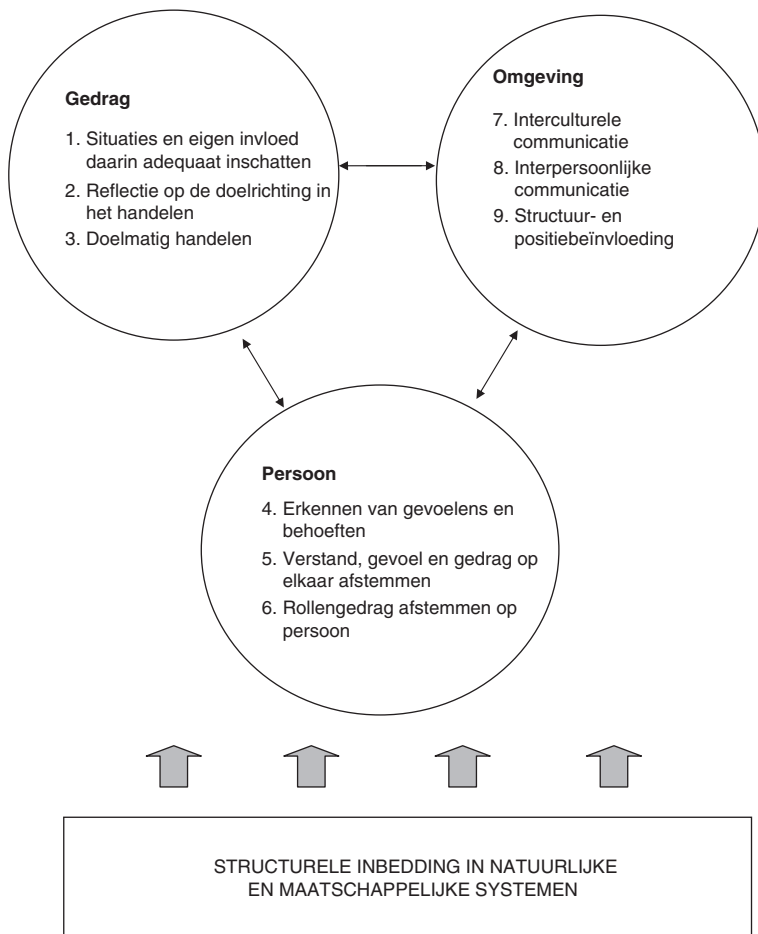 Gedrag
1. Situaties en eigen invloed
daarin adequaat inschatten
2. Reflectie op de doelrichting in
het handelen
3. Doelmatig handelen
Omgeving
7. Interculturele
communicatie
8. Interpersoonlijke
communicatie
9. Structuur- en
positiebeïnvloeding
Persoon
4. Erkennen van gevoelens en
behoeften
5. Verstand, gevoel en gedrag op
elkaar afstemmen
6. Rollengedrag afstemmen op
persoon
STRUCTURELE INBEDDING IN NATUURLIJKE
EN MAATSCHAPPELIJKE SYSTEMEN